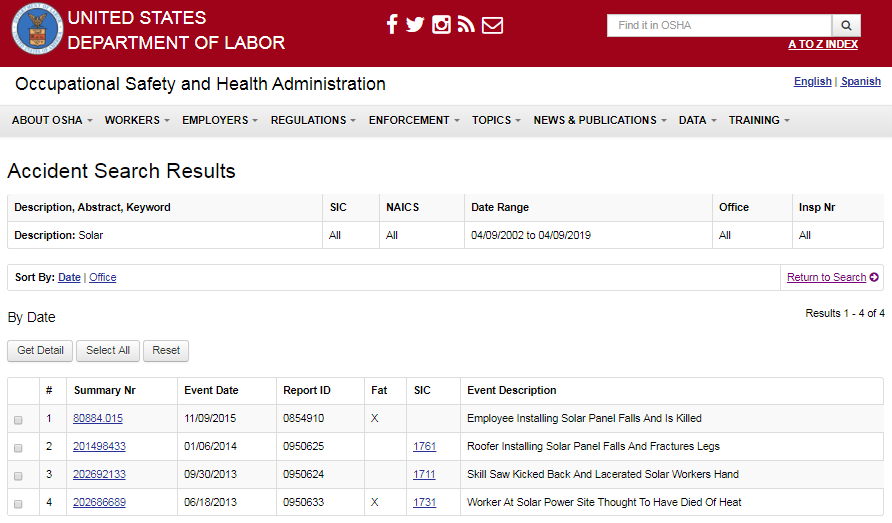 UNITED STATES
DEPARTMENT OF LABOR
Find it in OSHA
A TO Z INDEX
Occupational Safety and Health Administration
English | Spanish
ABOUT OSHA WORKERS EMPLOYERS REGULATIONS ENFORCEMENT TOPICS NEWS & PUBLICATIONS DATA TRAINING
Accident Search Results
Description, Abstract, Keyword SIC NAICS Date Range Office Insp Nr
Description: Solar All All 04/09/2002 to 04/09/2019 All All
Sort By: Date | Office Return to Search
By Date Results 1 - 4 of 4
Get Detail Select All Reset
# Summary Nr Event Date Report ID Fat SIC Event Description
1 80884.015 11/09/2015 0854910 X Employee Installing Solar Panel Falls And Is Killed
2 201498433 01/06/2014 0950625 1761 Roofer Installing Solar Panel Falls And Fractures Legs
3 202692133 09/30/2013 0950624 1711 Skill Saw Kicked Back And Lacerated Solar Workers Hand
4 202686689 06/18/2013 0950633 X 1731 Worker At Solar Power Site Thought To Have Died Of Heat